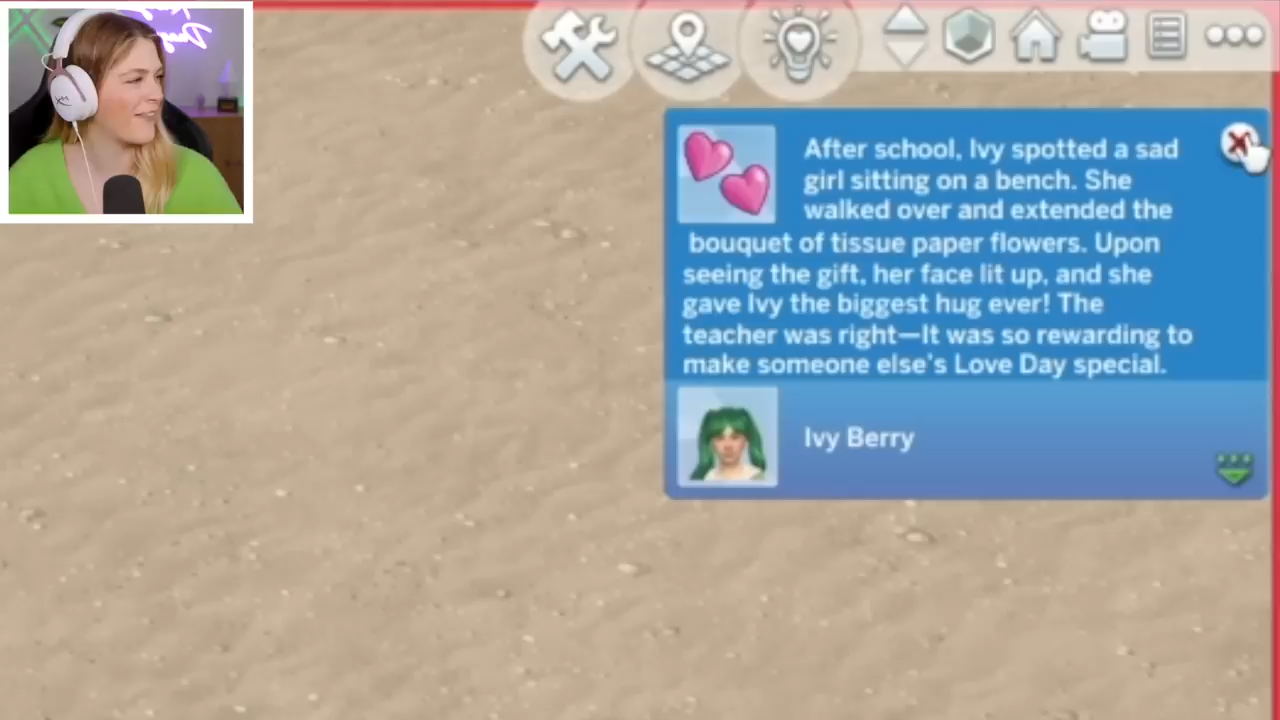 After school, Ivy spotted a sad
girl sitting on a bench. She
walked over and extended the
bouquet of tissue paper flowers. Upon
seeing the gift, her face lit up, and she
gave Ivy the biggest hug ever! The
teacher was right—It was so rewarding to
make someone else's Love Day special.
Ivy Berry